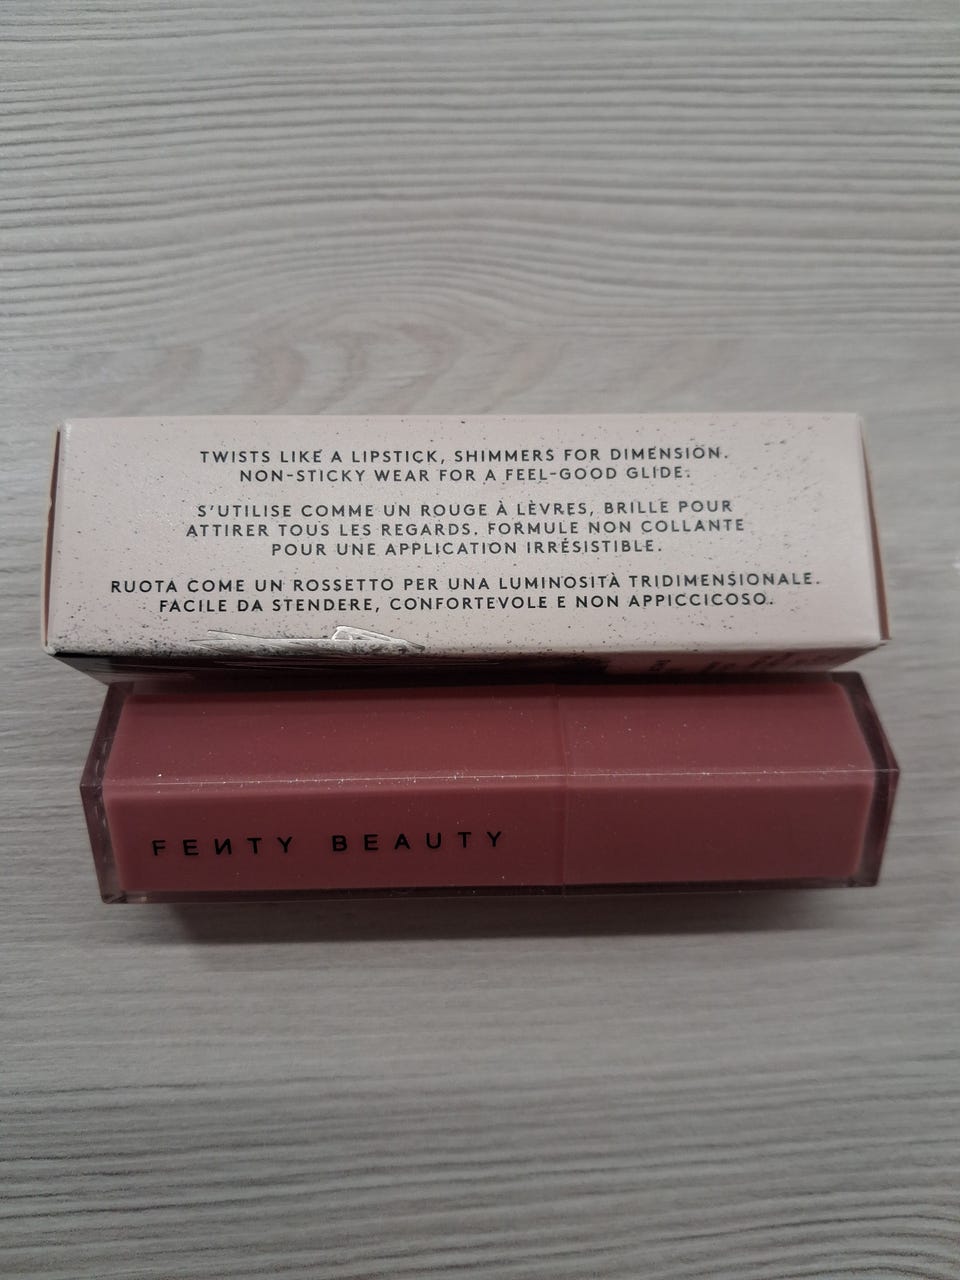 TWISTS LIKE A LIPSTICK, SHIMMERS FOR DIMENSION.
NON-STICKY WEAR FOR A FEEL-GOOD GLIDE.
S'UTILISE COMME UN ROUGE À LÈVRES, BRILLE POUR
ATTIRER TOUS LES REGARDS. FORMULE NON COLLANTE
POUR UNE APPLICATION IRRÉSISTIBLE.
RUOTA COME UN ROSSETTO PER UNA LUMINOSITÀ TRIDIMENSIONALE.
FACILE DA STENDERE, CONFORTEVOLE E NON APPICCICOSO.
FEИTY BEAUTY